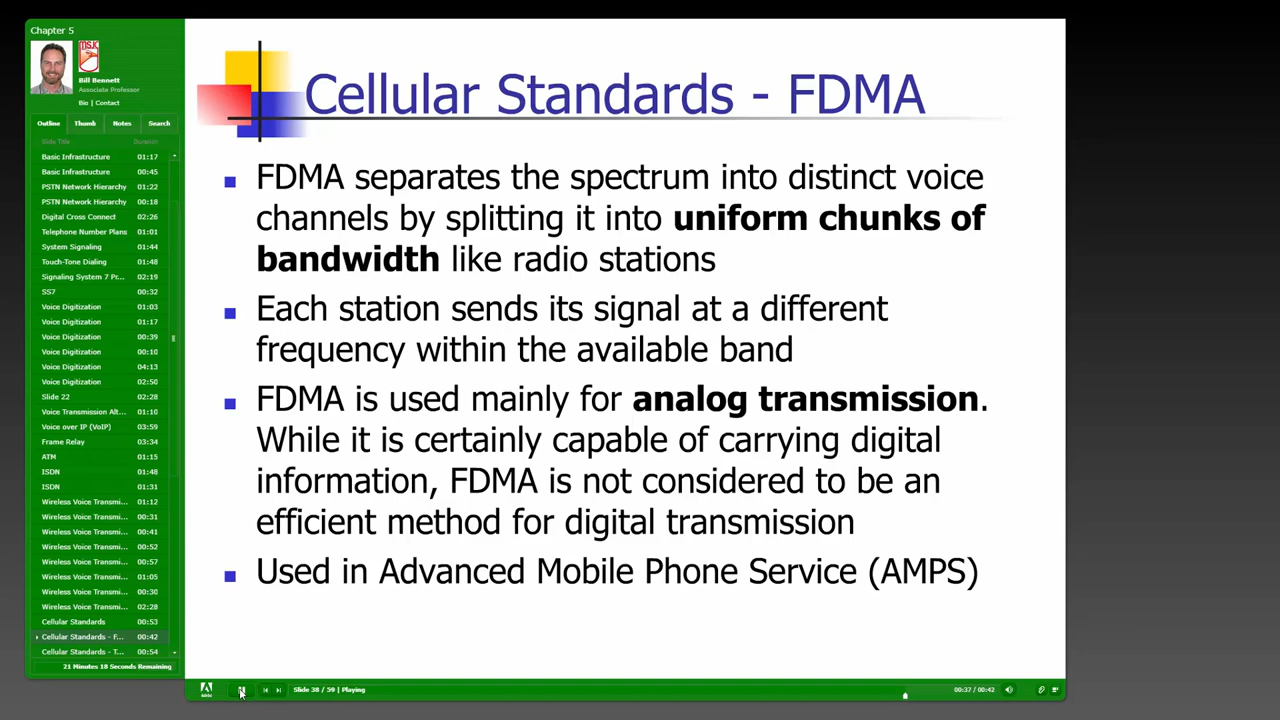 Chapter 5
Bill Bennett
Associate Professor
Bio | Contact
Outline Thumb Notes Search
Slide Title Duration
Basic Infrastructure 01:17
Basic Infrastructure 00:45
PSTN Network Hierarchy 01:22
PSTN Network Hierarchy 00:18
Digital Cross Connect 02:26
Telephone Number Plans 01:01
System Signaling 01:44
Touch-Tone Dialing 01:48
Signaling System 7 Pr... 02:19
SS7 00:32
Voice Digitization 01:03
Voice Digitization 01:17
Voice Digitization 00:39
Voice Digitization 00:10
Voice Digitization 04:13
Voice Digitization 02:50
Slide 22 02:28
Voice Transmission Alt... 01:10
Voice over IP (VoIP) 03:59
Frame Relay 03:34
ATM 01:15
ISDN 01:48
ISDN 01:31
Wireless Voice Transmi... 01:12
Wireless Voice Transmi... 00:31
Wireless Voice Transmi... 00:41
Wireless Voice Transmi... 00:52
Wireless Voice Transmi... 00:57
Wireless Voice Transmi... 01:05
Wireless Voice Transmi... 00:30
Wireless Voice Transmi... 02:28
Cellular Standards 00:53
Cellular Standards - F... 00:42
Cellular Standards - T... 00:54
21 Minutes 18 Seconds Remaining
Cellular Standards - FDMA
FDMA separates the spectrum into distinct voice
channels by splitting it into uniform chunks of
bandwidth like radio stations
Each station sends its signal at a different
frequency within the available band
FDMA is used mainly for analog transmission.
While it is certainly capable of carrying digital
information, FDMA is not considered to be an
efficient method for digital transmission
Used in Advanced Mobile Phone Service (AMPS)
Slide 38 / 59 | Playing
00:37 / 00:42